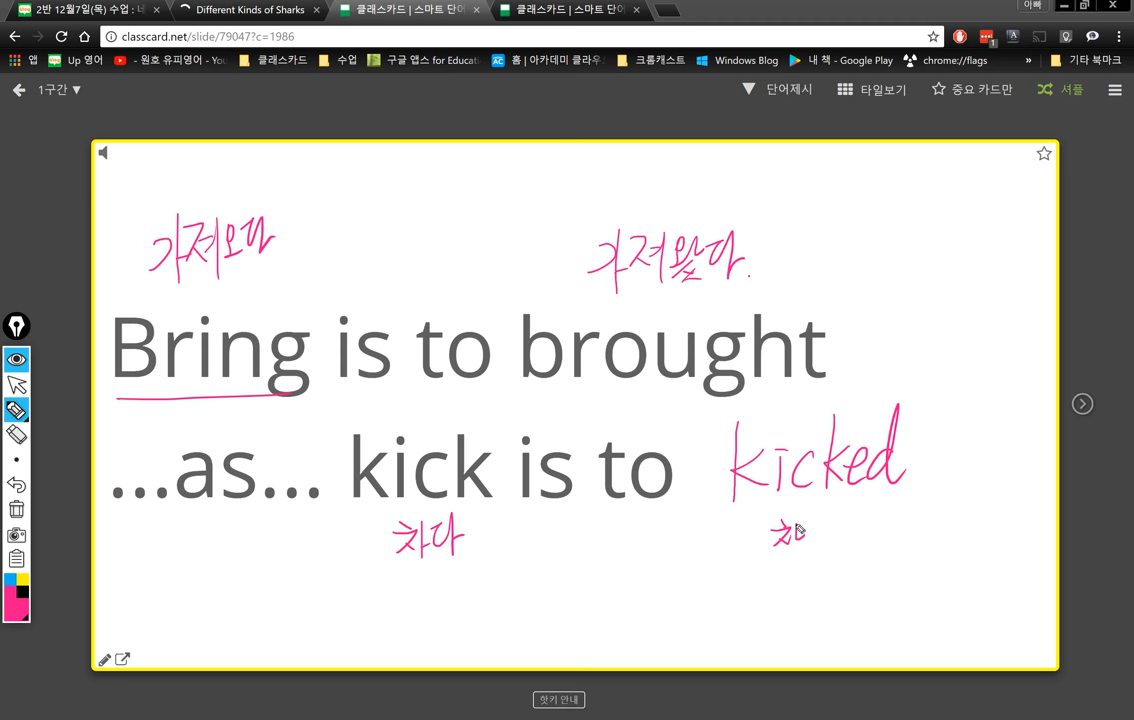 2반 12월7일(목) 수업 : 네
Different Kinds of Sharks
클래스카드 | 스마트 단어
클래스카드 | 스마트 단어
아빠
classcard.net/slide/79047?c=1986
1
앱
Up 영어
- 원호 유피영어 - You
클래스카드
수업
구글 앱스 for Educati
홈 | 아카데미 클라우
크롬캐스트
Windows Blog
내 책 - Google Play
chrome://flags
»
기타 북마크
1구간 ▼
단어제시
타일보기
중요 카드만
셔플
가져오다
가져왔다.
Bring is to brought
...as... kick is to kicked
차다
핫키 안내